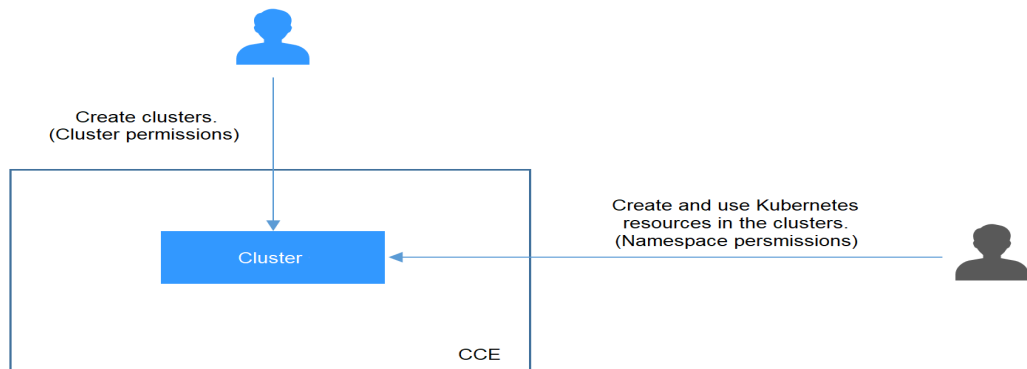 Create clusters.
(Cluster permissions)
Create and use Kubernetes
resources in the clusters.
(Namespace persmissions)
Cluster
CCE